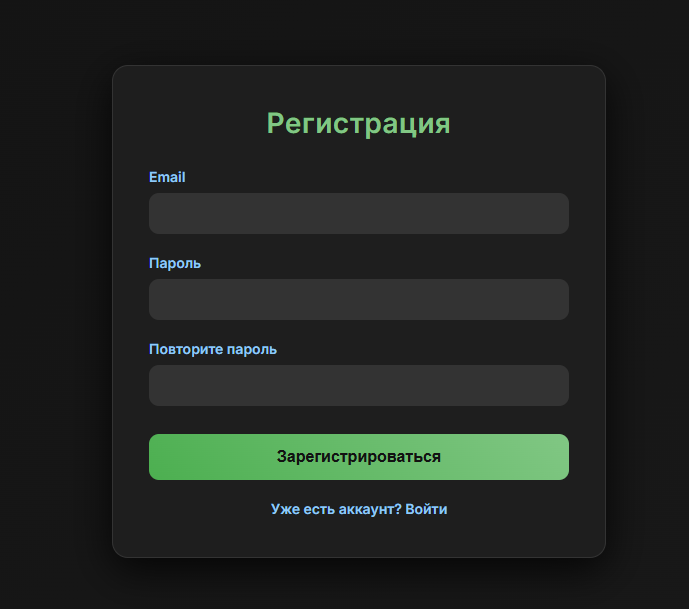 Регистрация
Email
Пароль
Повторите пароль
Зарегистрироваться
Уже есть аккаунт? Войти